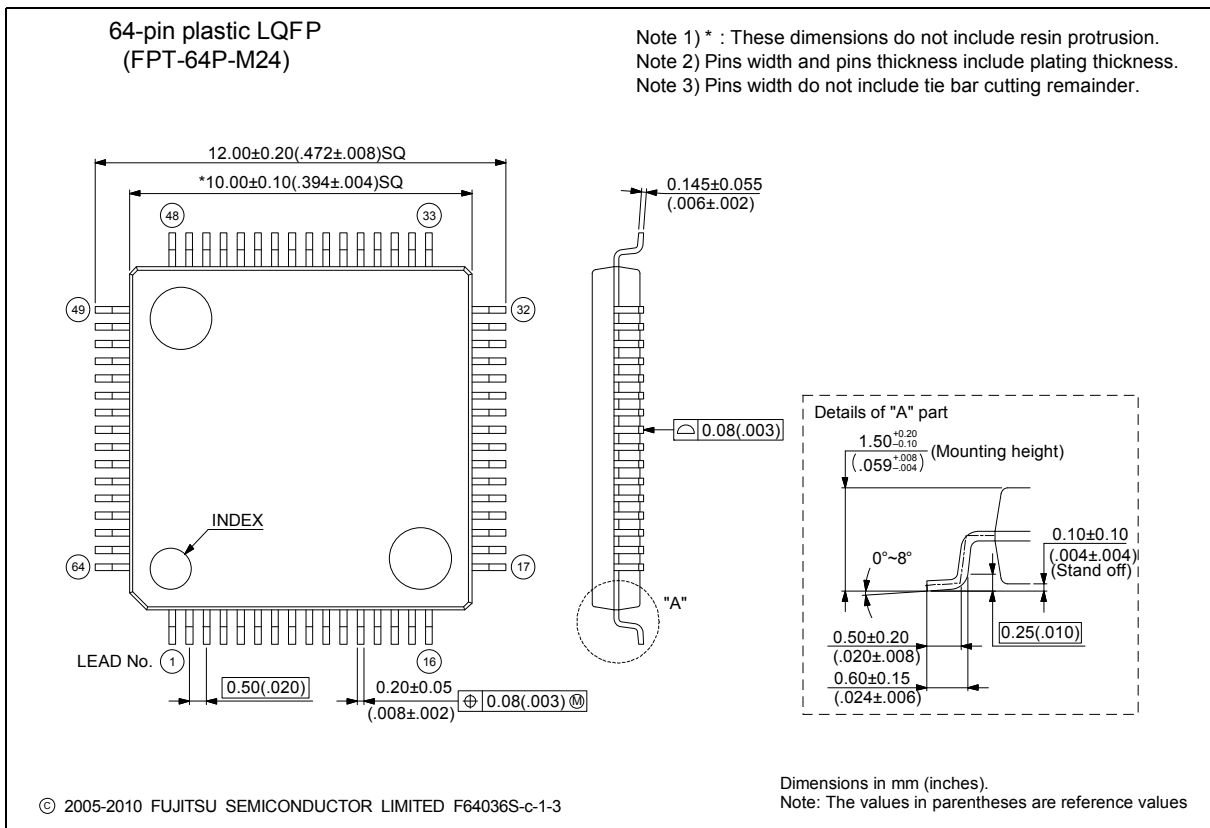 64-pin plastic LQFP
(FPT-64P-M24)
Note 1) * : These dimensions do not include resin protrusion.
Note 2) Pins width and pins thickness include plating thickness.
Note 3) Pins width do not include tie bar cutting remainder.
12.00±0.20(.472±.008)SQ
*10.00±0.10(.394±.004)SQ
0.145±0.055
(.006±.002)
48
33
49
32
0.08(.003)
INDEX
64
17
"A"
LEAD No.
1
16
0.50(.020)
0.20±0.05
(.008±.002)
⌖ 0.08(.003) Ⓜ
Details of "A" part
1.50 +0.20 –0.10 (Mounting height)
(.059 +.008 –.004)
0°~8°
0.10±0.10
(.004±.004)
(Stand off)
0.25(.010)
0.50±0.20
(.020±.008)
0.60±0.15
(.024±.006)
© 2005-2010 FUJITSU SEMICONDUCTOR LIMITED F64036S-c-1-3
Dimensions in mm (inches).
Note: The values in parentheses are reference values